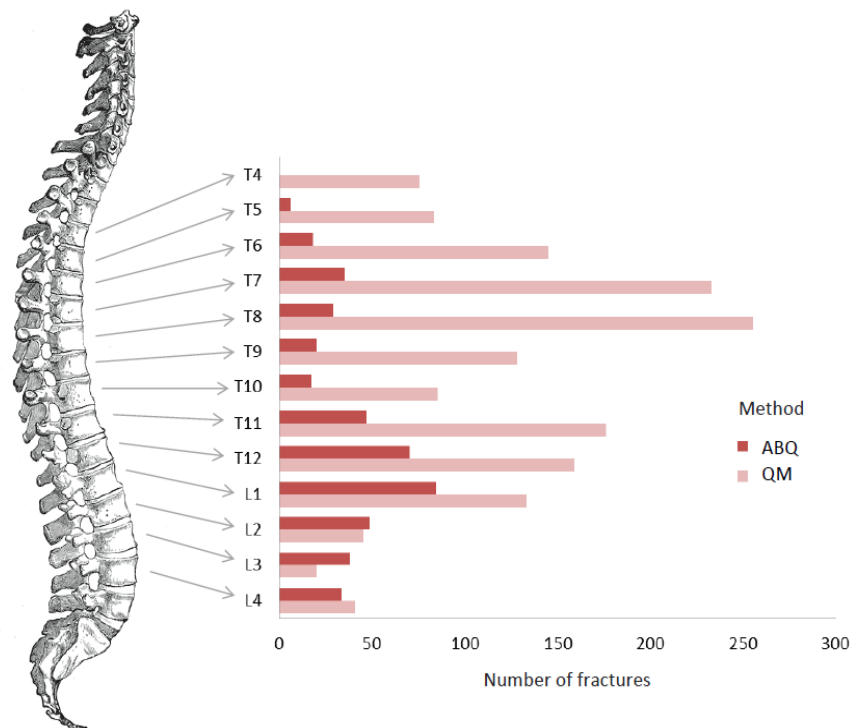 T4
T5
T6
T7
T8
T9
T10
T11
T12
L1
L2
L3
L4
Method
ABQ
QM
0 50 100 150 200 250 300
Number of fractures